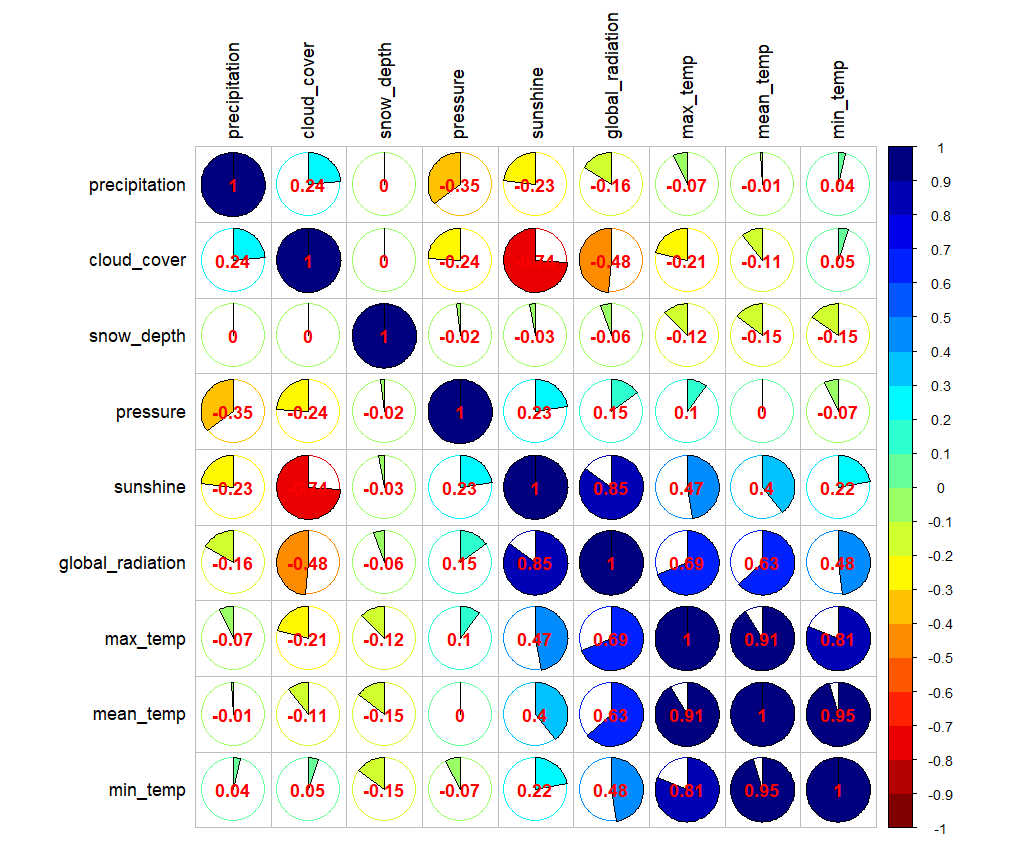 precipitation cloud_cover snow_depth pressure sunshine global_radiation max_temp mean_temp min_temp
precipitation 1 0.24 0 -0.35 -0.23 -0.16 -0.07 -0.01 0.04
cloud_cover 0.24 1 0 -0.24 -0.74 -0.48 -0.21 -0.11 0.05
snow_depth 0 0 1 -0.02 -0.03 -0.06 -0.12 -0.15 -0.15
pressure -0.35 -0.24 -0.02 1 0.23 0.15 0.1 0 -0.07
sunshine -0.23 -0.74 -0.03 0.23 1 0.85 0.47 0.4 0.22
global_radiation -0.16 -0.48 -0.06 0.15 0.85 1 0.69 0.63 0.48
max_temp -0.07 -0.21 -0.12 0.1 0.47 0.69 1 0.91 0.81
mean_temp -0.01 -0.11 -0.15 0 0.4 0.63 0.91 1 0.95
min_temp 0.04 0.05 -0.15 -0.07 0.22 0.48 0.81 0.95 1
1
0.9
0.8
0.7
0.6
0.5
0.4
0.3
0.2
0.1
0
-0.1
-0.2
-0.3
-0.4
-0.5
-0.6
-0.7
-0.8
-0.9
-1